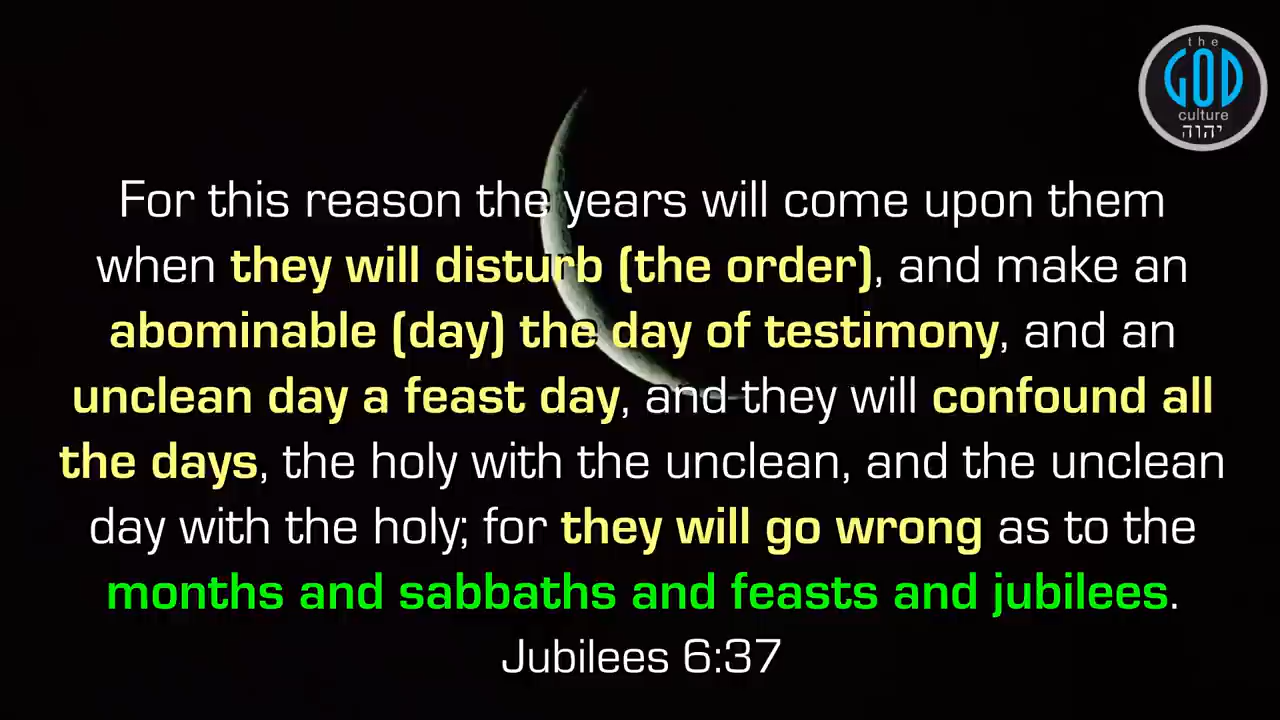 the
GOD
culture
יהוה
For this reason the years will come upon them
when they will disturb (the order), and make an
abominable (day) the day of testimony, and an
unclean day a feast day, and they will confound all
the days, the holy with the unclean, and the unclean
day with the holy; for they will go wrong as to the
months and sabbaths and feasts and jubilees.
Jubilees 6:37